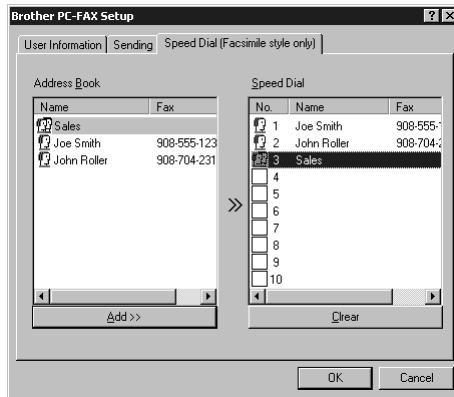 Brother PC-FAX Setup
User Information Sending Speed Dial (Facsimile style only)
Address Book
Name Fax
Sales
Joe Smith 908-555-123
John Roller 908-704-231
Add >>
>>
Speed Dial
No. Name Fax
1 Joe Smith 908-555-
2 John Roller 908-704-
3 Sales
4
5
6
7
8
9
10
Clrear
OK Cancel